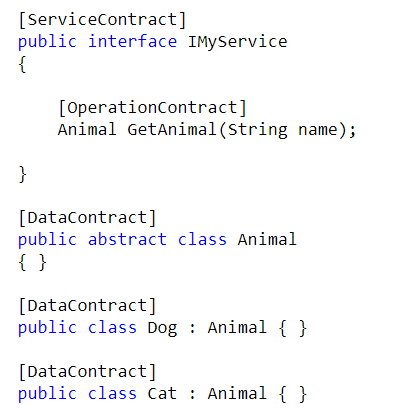 [ServiceContract]
public interface IMyService
{
[OperationContract]
Animal GetAnimal(String name);
}
[DataContract]
public abstract class Animal
{ }
[DataContract]
public class Dog : Animal { }
[DataContract]
public class Cat : Animal { }